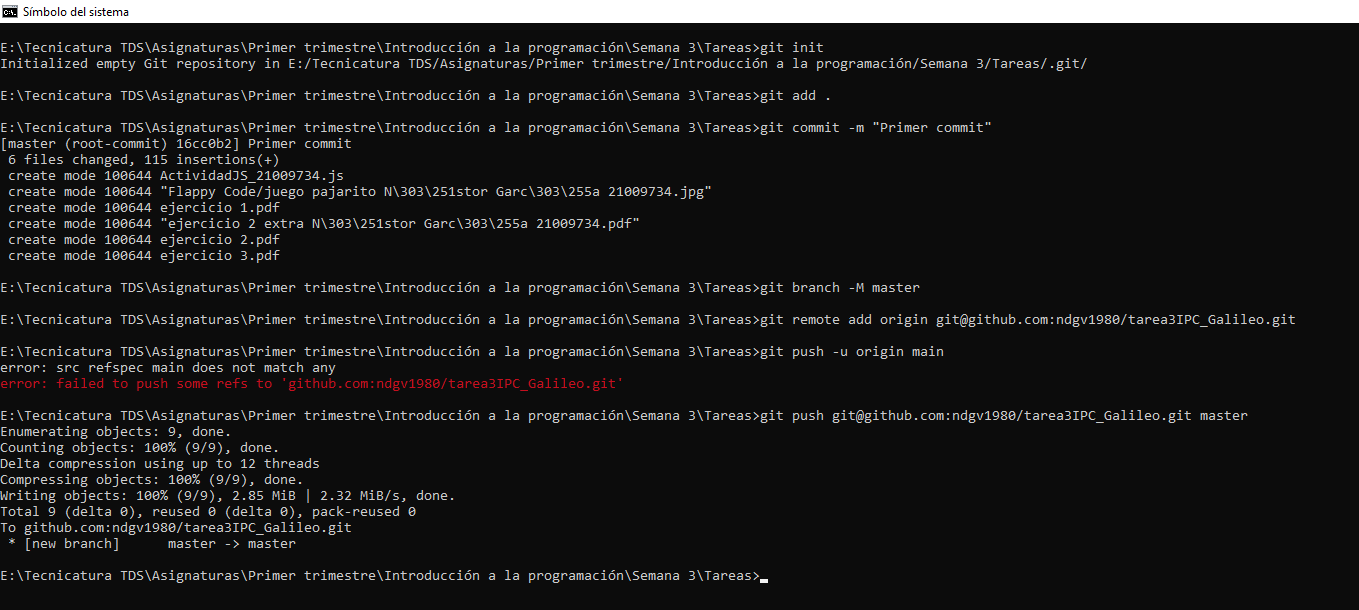 Símbolo del sistema
E:\Tecnicatura TDS\Asignaturas\Primer trimestre\Introducción a la programación\Semana 3\Tareas>git init
Initialized empty Git repository in E:/Tecnicatura TDS/Asignaturas/Primer trimestre/Introducción a la programación/Semana 3/Tareas/.git/
E:\Tecnicatura TDS\Asignaturas\Primer trimestre\Introducción a la programación\Semana 3\Tareas>git add .
E:\Tecnicatura TDS\Asignaturas\Primer trimestre\Introducción a la programación\Semana 3\Tareas>git commit -m "Primer commit"
[master (root-commit) 16cc0b2] Primer commit
 6 files changed, 115 insertions(+)
 create mode 100644 ActividadJS_21009734.js
 create mode 100644 "Flappy Code/juego pajarito N\303\251stor Garc\303\255a 21009734.jpg"
 create mode 100644 ejercicio 1.pdf
 create mode 100644 "ejercicio 2 extra N\303\251stor Garc\303\255a 21009734.pdf"
 create mode 100644 ejercicio 2.pdf
 create mode 100644 ejercicio 3.pdf
E:\Tecnicatura TDS\Asignaturas\Primer trimestre\Introducción a la programación\Semana 3\Tareas>git branch -M master
E:\Tecnicatura TDS\Asignaturas\Primer trimestre\Introducción a la programación\Semana 3\Tareas>git remote add origin git@github.com:ndgv1980/tarea3IPC_Galileo.git
E:\Tecnicatura TDS\Asignaturas\Primer trimestre\Introducción a la programación\Semana 3\Tareas>git push -u origin main
error: src refspec main does not match any
error: failed to push some refs to 'github.com:ndgv1980/tarea3IPC_Galileo.git'
E:\Tecnicatura TDS\Asignaturas\Primer trimestre\Introducción a la programación\Semana 3\Tareas>git push git@github.com:ndgv1980/tarea3IPC_Galileo.git master
Enumerating objects: 9, done.
Counting objects: 100% (9/9), done.
Delta compression using up to 12 threads
Compressing objects: 100% (9/9), done.
Writing objects: 100% (9/9), 2.85 MiB | 2.32 MiB/s, done.
Total 9 (delta 0), reused 0 (delta 0), pack-reused 0
To github.com:ndgv1980/tarea3IPC_Galileo.git
 * [new branch]      master -> master
E:\Tecnicatura TDS\Asignaturas\Primer trimestre\Introducción a la programación\Semana 3\Tareas>